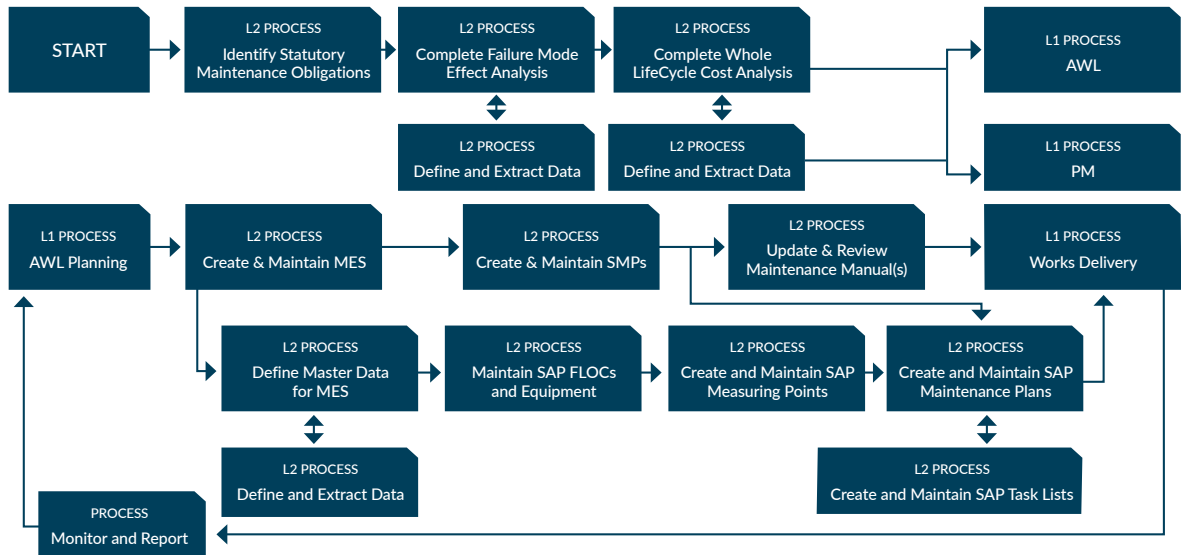 START
L2 PROCESS
Identify Statutory
Maintenance Obligations
L2 PROCESS
Complete Failure Mode
Effect Analysis
L2 PROCESS
Complete Whole
LifeCycle Cost Analysis
L1 PROCESS
AWL
L2 PROCESS
Define and Extract Data
L2 PROCESS
Define and Extract Data
L1 PROCESS
PM
L1 PROCESS
AWL Planning
L2 PROCESS
Create & Maintain MES
L2 PROCESS
Create & Maintain SMPs
L2 PROCESS
Update & Review
Maintenance Manual(s)
L1 PROCESS
Works Delivery
L2 PROCESS
Define Master Data
for MES
L2 PROCESS
Maintain SAP FLOCs
and Equipment
L2 PROCESS
Create and Maintain SAP
Measuring Points
L2 PROCESS
Create and Maintain SAP
Maintenance Plans
L2 PROCESS
Define and Extract Data
L2 PROCESS
Create and Maintain SAP Task Lists
PROCESS
Monitor and Report